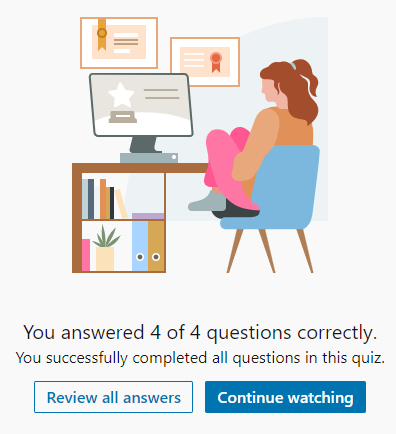 You answered 4 of 4 questions correctly.
You successfully completed all questions in this quiz.
Review all answers
Continue watching